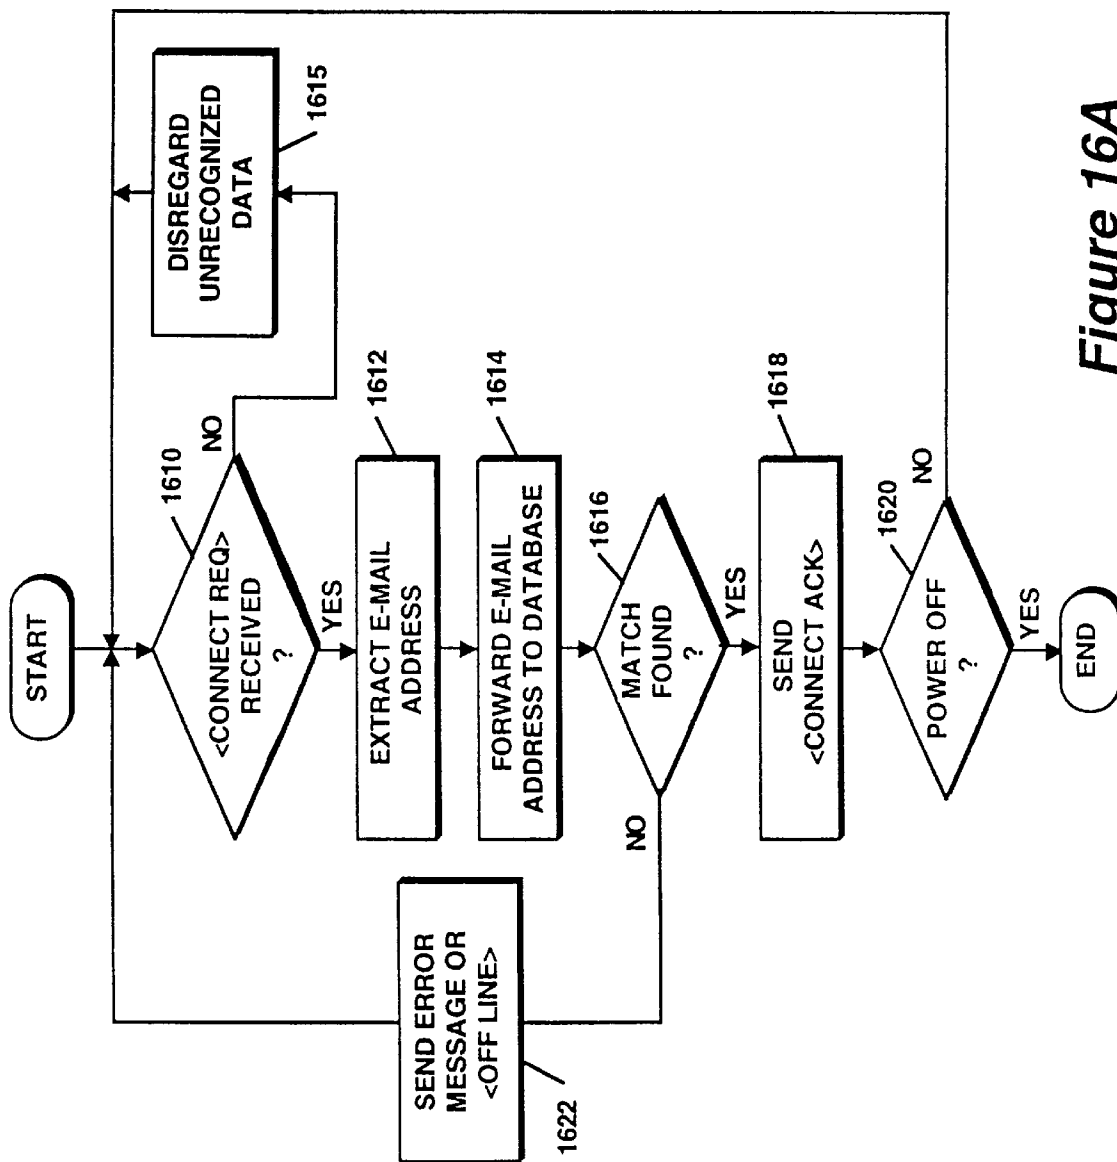 START
<CONNECT REQ>
RECEIVED
?
1610
NO
YES
DISREGARD
UNRECOGNIZED
DATA
1615
EXTRACT E-MAIL
ADDRESS
1612
FORWARD E-MAIL
ADDRESS TO DATABASE
1614
MATCH
FOUND
?
1616
NO
YES
SEND ERROR
MESSAGE OR
<OFF LINE>
1622
SEND
<CONNECT ACK>
1618
POWER OFF
?
1620
NO
YES
END
Figure 16A